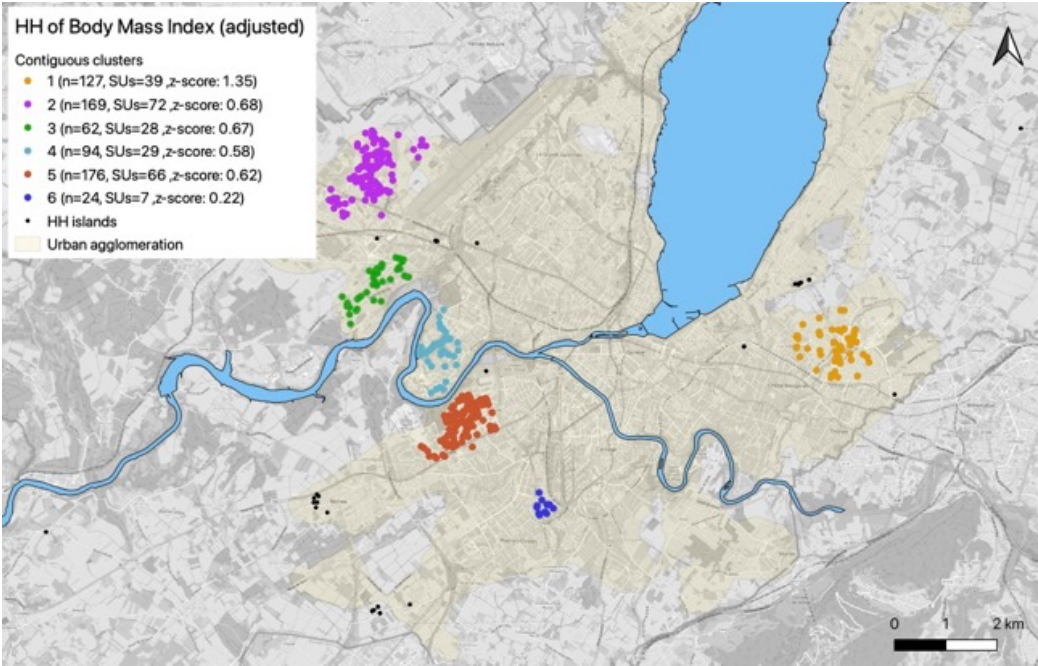 HH of Body Mass Index (adjusted)
Contiguous clusters
1 (n=127, SUs=39 ,z-score: 1.35)
2 (n=169, SUs=72 ,z-score: 0.68)
3 (n=62, SUs=28 ,z-score: 0.67)
4 (n=94, SUs=29 ,z-score: 0.58)
5 (n=176, SUs=66 ,z-score: 0.62)
6 (n=24, SUs=7 ,z-score: 0.22)
HH islands
Urban agglomeration
0 1 2 km